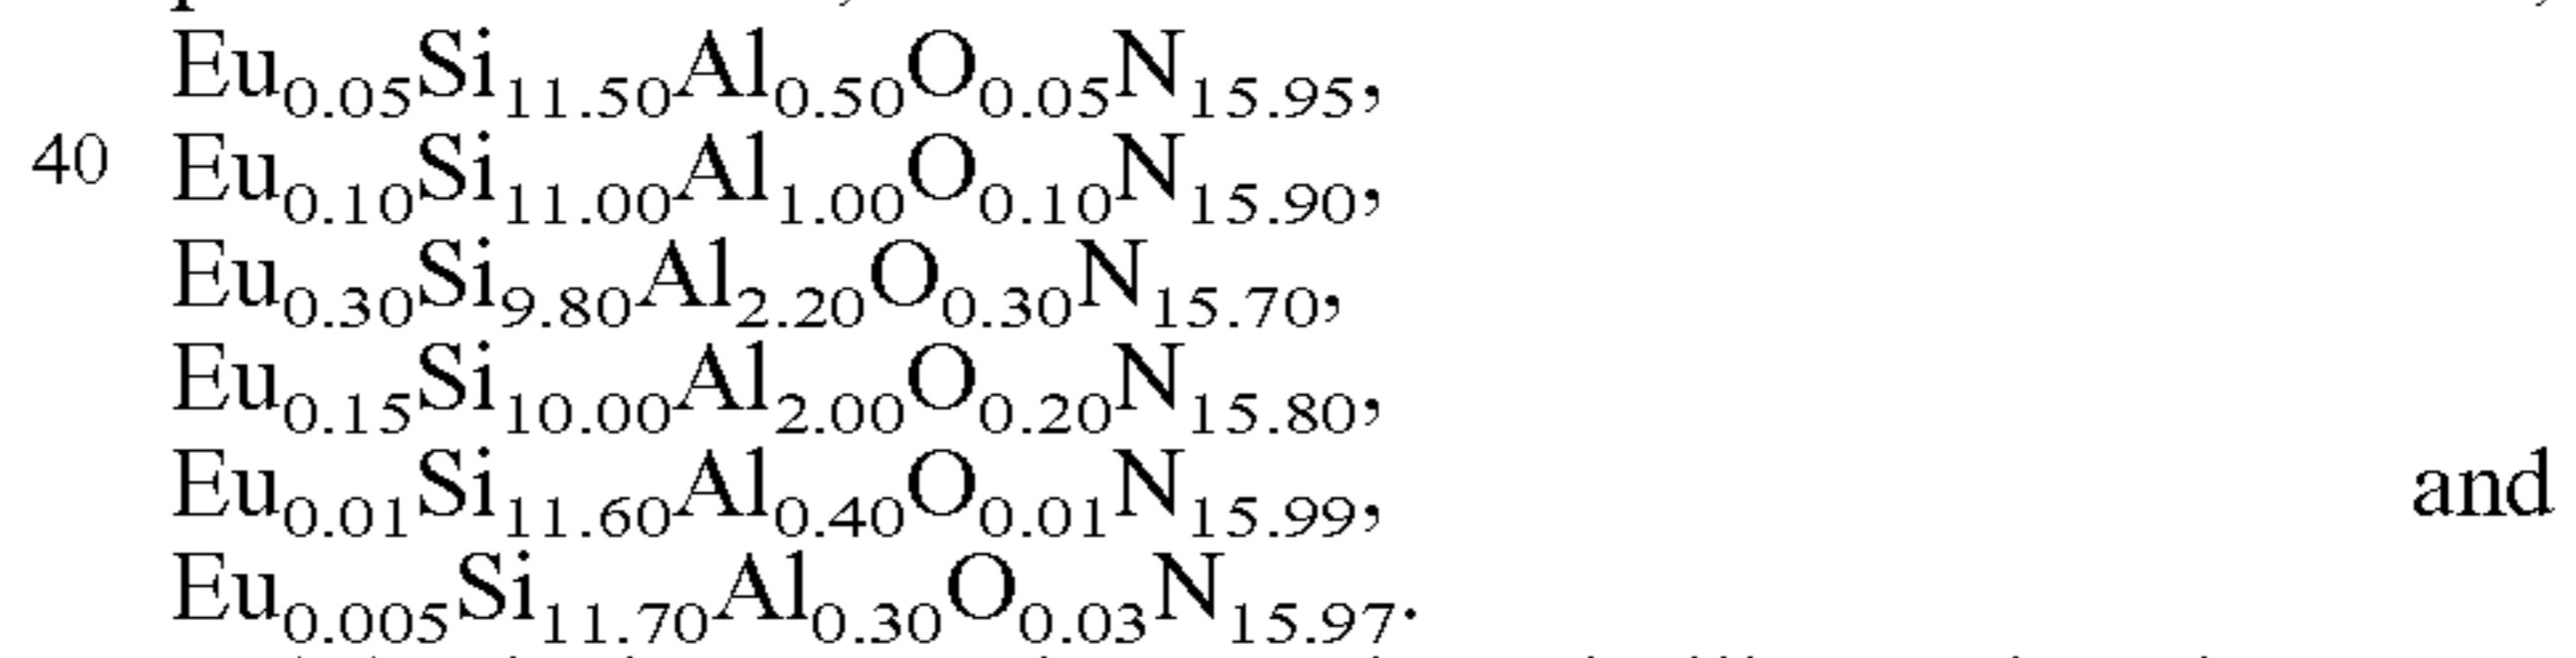 Eu₀.₀₅Si₁₁.₅₀Al₀.₅₀O₀.₀₅N₁₅.₉₅,
40 Eu₀.₁₀Si₁₁.₀₀Al₁.₀₀O₀.₁₀N₁₅.₉₀,
Eu₀.₃₀Si₉.₈₀Al₂.₂₀O₀.₃₀N₁₅.₇₀,
Eu₀.₁₅Si₁₀.₀₀Al₂.₀₀O₀.₂₀N₁₅.₈₀,
Eu₀.₀₁Si₁₁.₆₀Al₀.₄₀O₀.₀₁N₁₅.₉₉, and
Eu₀.₀₀₅Si₁₁.₇₀Al₀.₃₀O₀.₀₃N₁₅.₉₇.